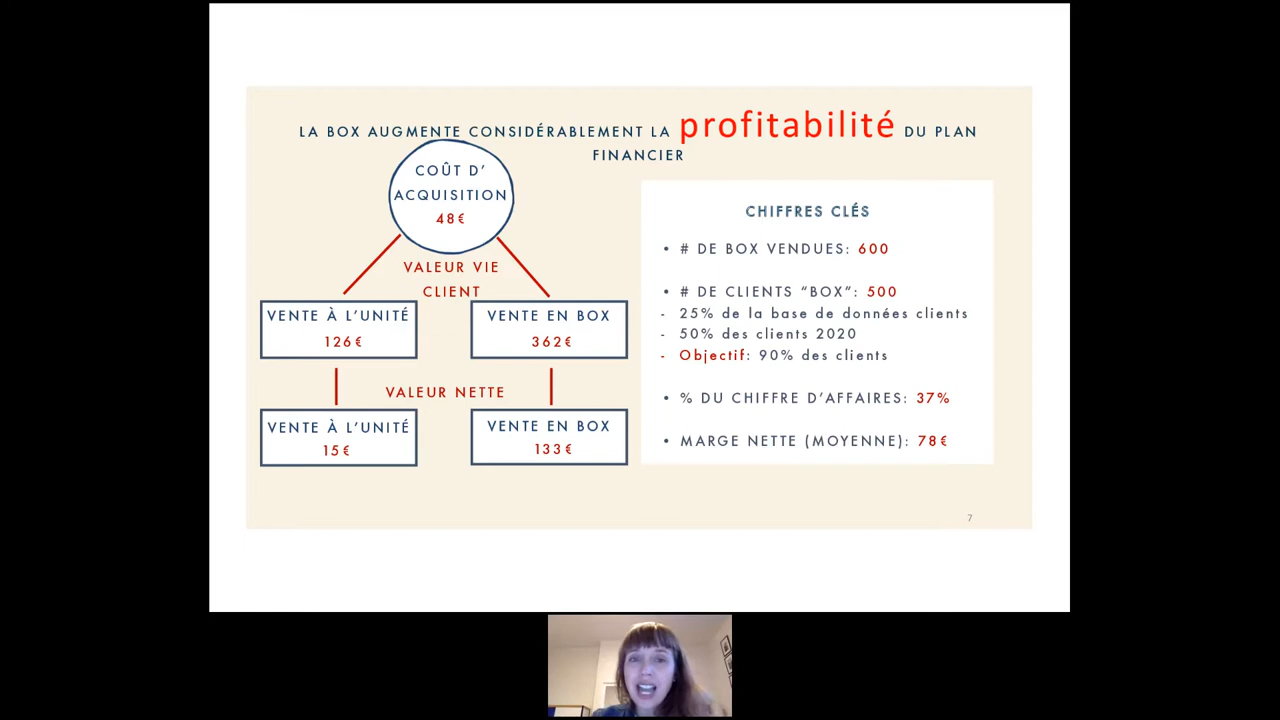 LA BOX AUGMENTE CONSIDÉRABLEMENT LA profitabilité DU PLAN
FINANCIER
COÛT D’
ACQUISITION
48€
VALEUR VIE
CLIENT
VENTE À L’UNITÉ
126€
VENTE EN BOX
362€
VALEUR NETTE
VENTE À L’UNITÉ
15€
VENTE EN BOX
133€
CHIFFRES CLÉS
• # DE BOX VENDUES: 600
• # DE CLIENTS “BOX”: 500
- 25% de la base de données clients
- 50% des clients 2020
- Objectif: 90% des clients
• % DU CHIFFRE D’AFFAIRES: 37%
• MARGE NETTE (MOYENNE): 78€
7